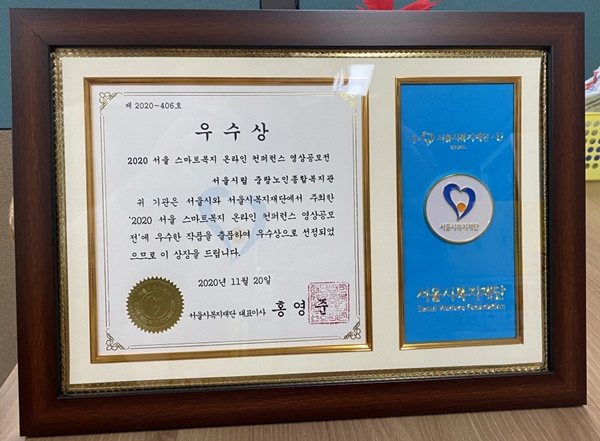 제 2020-406호
우수상
2020 서울 스마트복지 온라인 컨퍼런스 영상공모전
서울시립 중랑노인종합복지관
귀 기관은 서울시와 서울시복지재단에서 주최한
'2020 서울 스마트복지 온라인 컨퍼런스 영상공모
전'에 우수한 작품을 출품하여 우수상으로 선정되었
으므로 이 상장을 드립니다.
2020년 11월 20일
서울시복지재단 대표이사 홍영준
서울시복지재단
서울시복지재단
서울시복지재단
Seoul Welfare Foundation